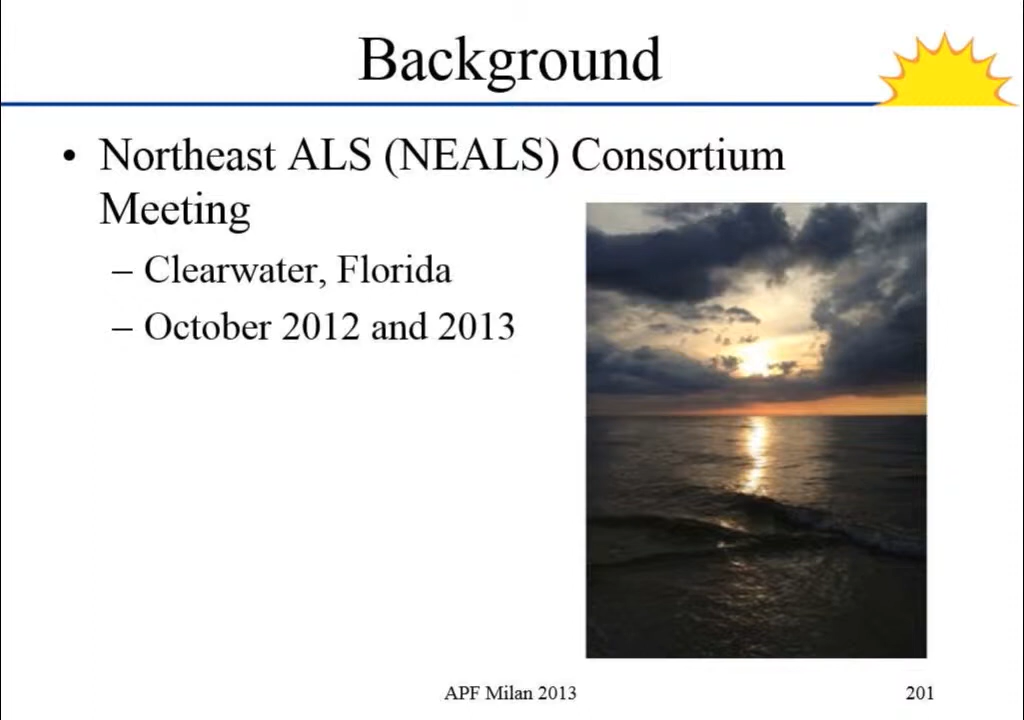 Background
• Northeast ALS (NEALS) Consortium
Meeting
– Clearwater, Florida
– October 2012 and 2013
APF Milan 2013
201